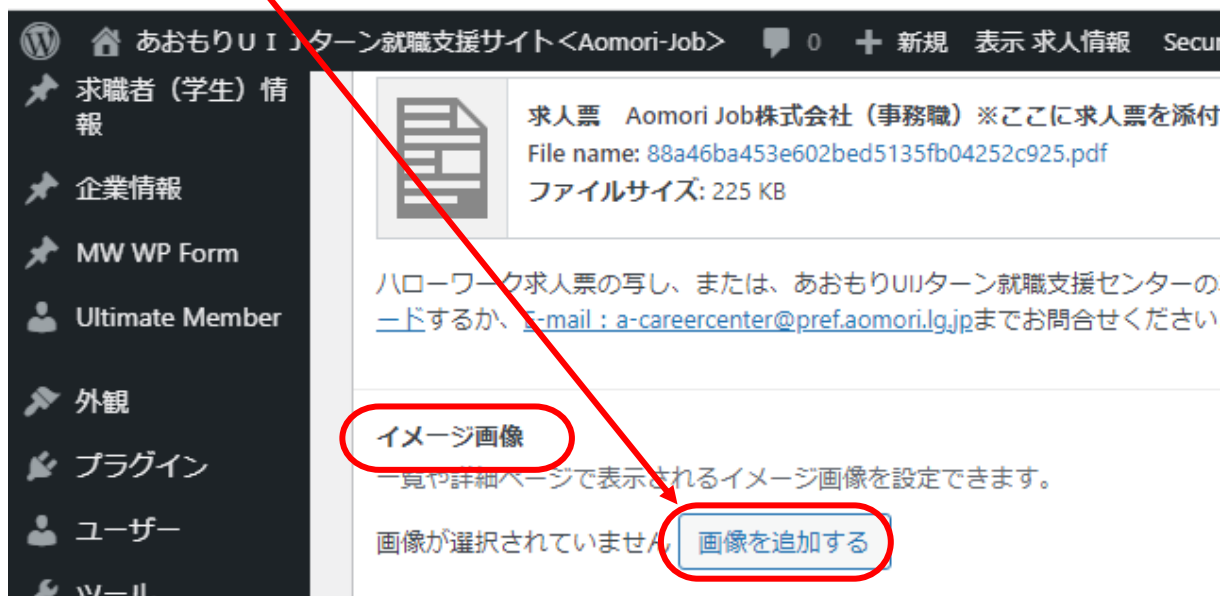 あおもりＵＩＪターン就職支援サイト＜Aomori-Job＞ 0 新規 表示 求人情報 Secur
求職者（学生）情
報
企業情報
MW WP Form
Ultimate Member
外観
プラグイン
ユーザー
ツール
求人票　Aomori Job株式会社（事務職）※ここに求人票を添付
File name: 88a46ba453e602bed5135fb04252c925.pdf
ファイルサイズ: 225 KB
ハローワーク求人票の写し、または、あおもりUIJターン就職支援センターの
ードするか、E-mail：a-careercenter@pref.aomori.lg.jpまでお問合せください
イメージ画像
一覧や詳細ページで表示されるイメージ画像を設定できます。
画像が選択されていません 画像を追加する